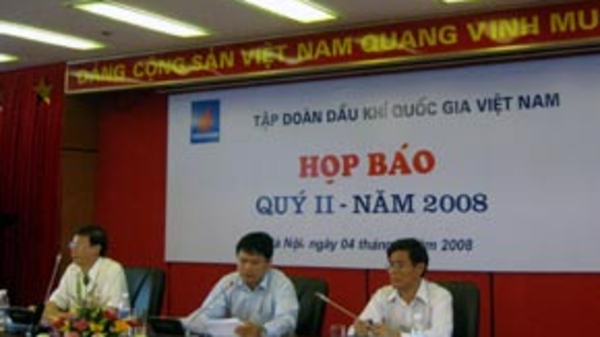 ĐẢNG CỘNG SẢN VIỆT NAM QUANG VINH MU
TẬP ĐOÀN DẦU KHÍ QUỐC GIA VIỆT NAM
HỌP BÁO
QUÝ II - NĂM 2008
Hà Nội, ngày 04 tháng 2008